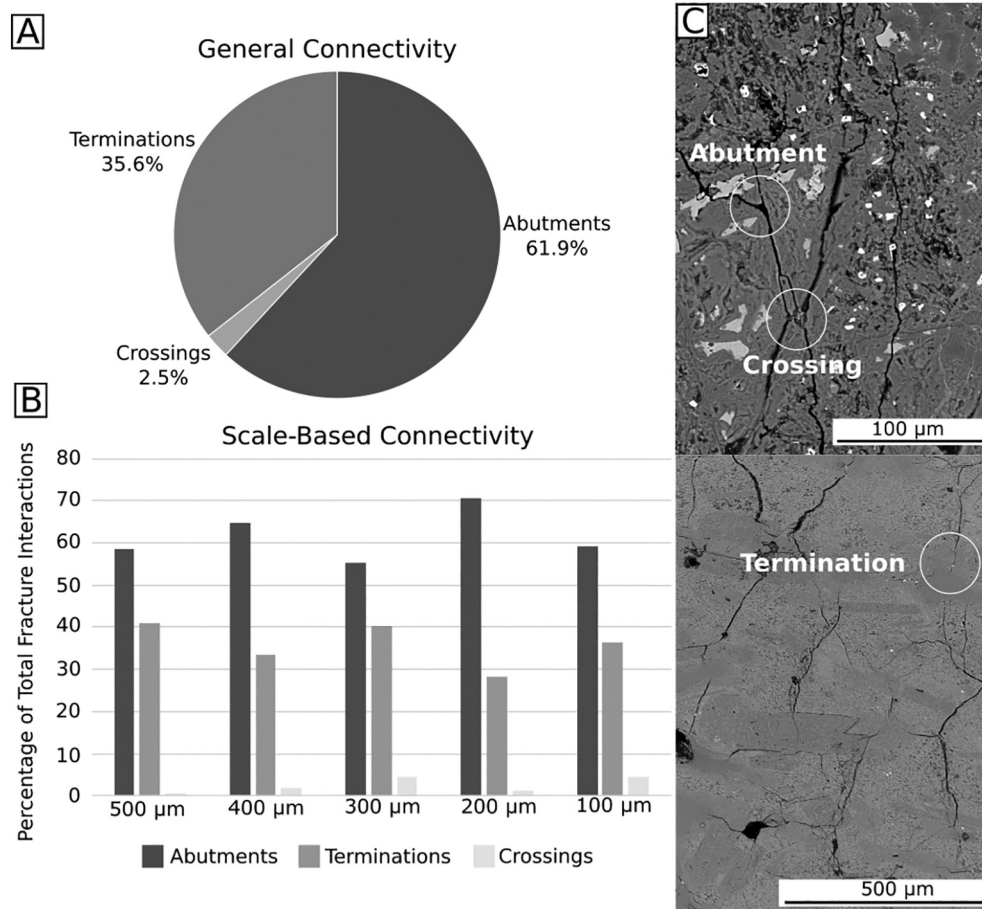 A
General Connectivity
Terminations
35.6%
Abutments
61.9%
Crossings
2.5%
B
Scale-Based Connectivity
Percentage of Total Fracture Interactions
80
70
60
50
40
30
20
10
0
500 µm
400 µm
300 µm
200 µm
100 µm
Abutments
Terminations
Crossings
C
Abutment
Crossing
100 µm
Termination
500 µm